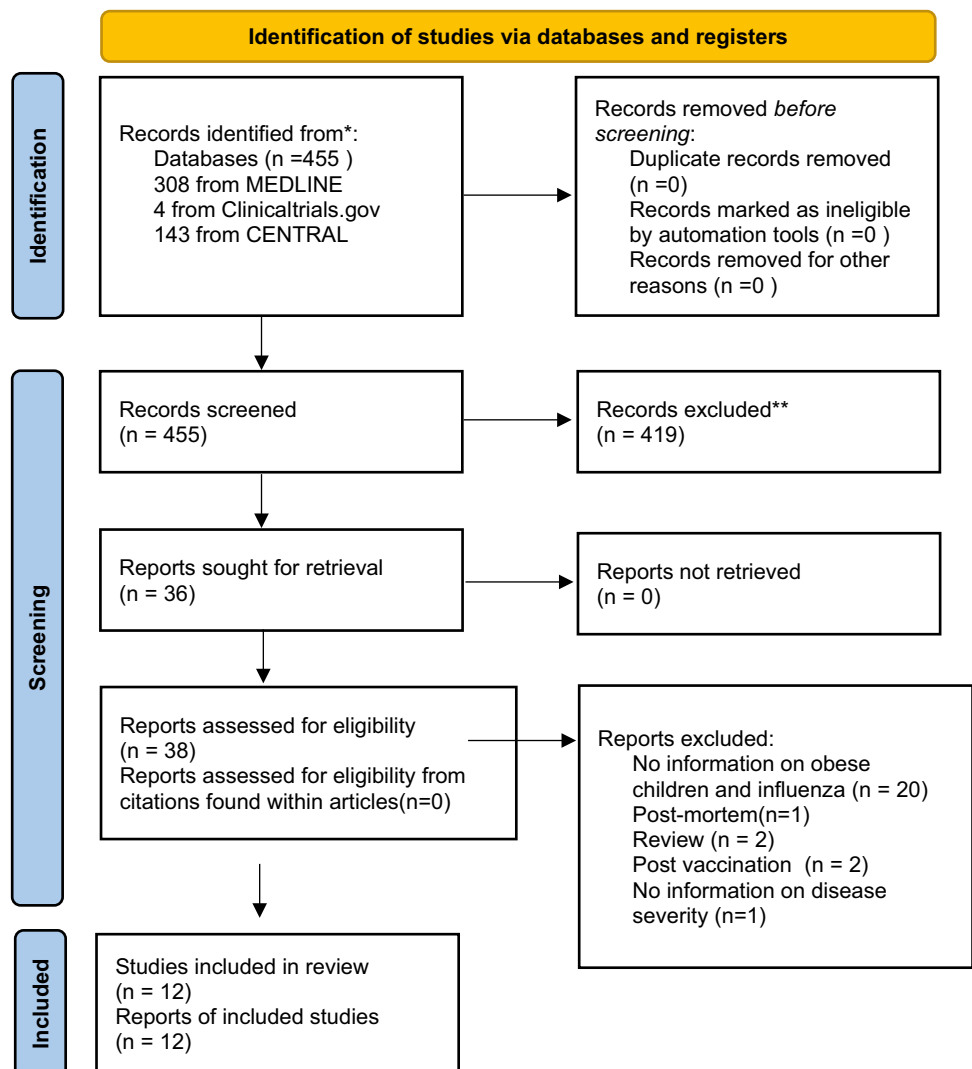 Identification of studies via databases and registers
Identification
Records identified from*:
Databases (n =455 )
308 from MEDLINE
4 from Clinicaltrials.gov
143 from CENTRAL
Records removed before
screening:
Duplicate records removed
(n =0)
Records marked as ineligible
by automation tools (n =0 )
Records removed for other
reasons (n =0 )
Screening
Records screened
(n = 455)
Records excluded**
(n = 419)
Reports sought for retrieval
(n = 36)
Reports not retrieved
(n = 0)
Reports assessed for eligibility
(n = 38)
Reports assessed for eligibility from
citations found within articles(n=0)
Reports excluded:
No information on obese
children and influenza (n = 20)
Post-mortem(n=1)
Review (n = 2)
Post vaccination  (n = 2)
No information on disease
severity (n=1)
Included
Studies included in review
(n = 12)
Reports of included studies
(n = 12)